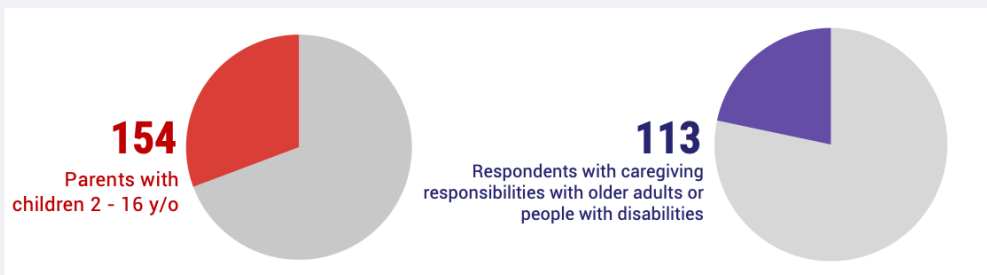 154
Parents with
children 2 - 16 y/o
113
Respondents with caregiving
responsibilities with older adults or
people with disabilities